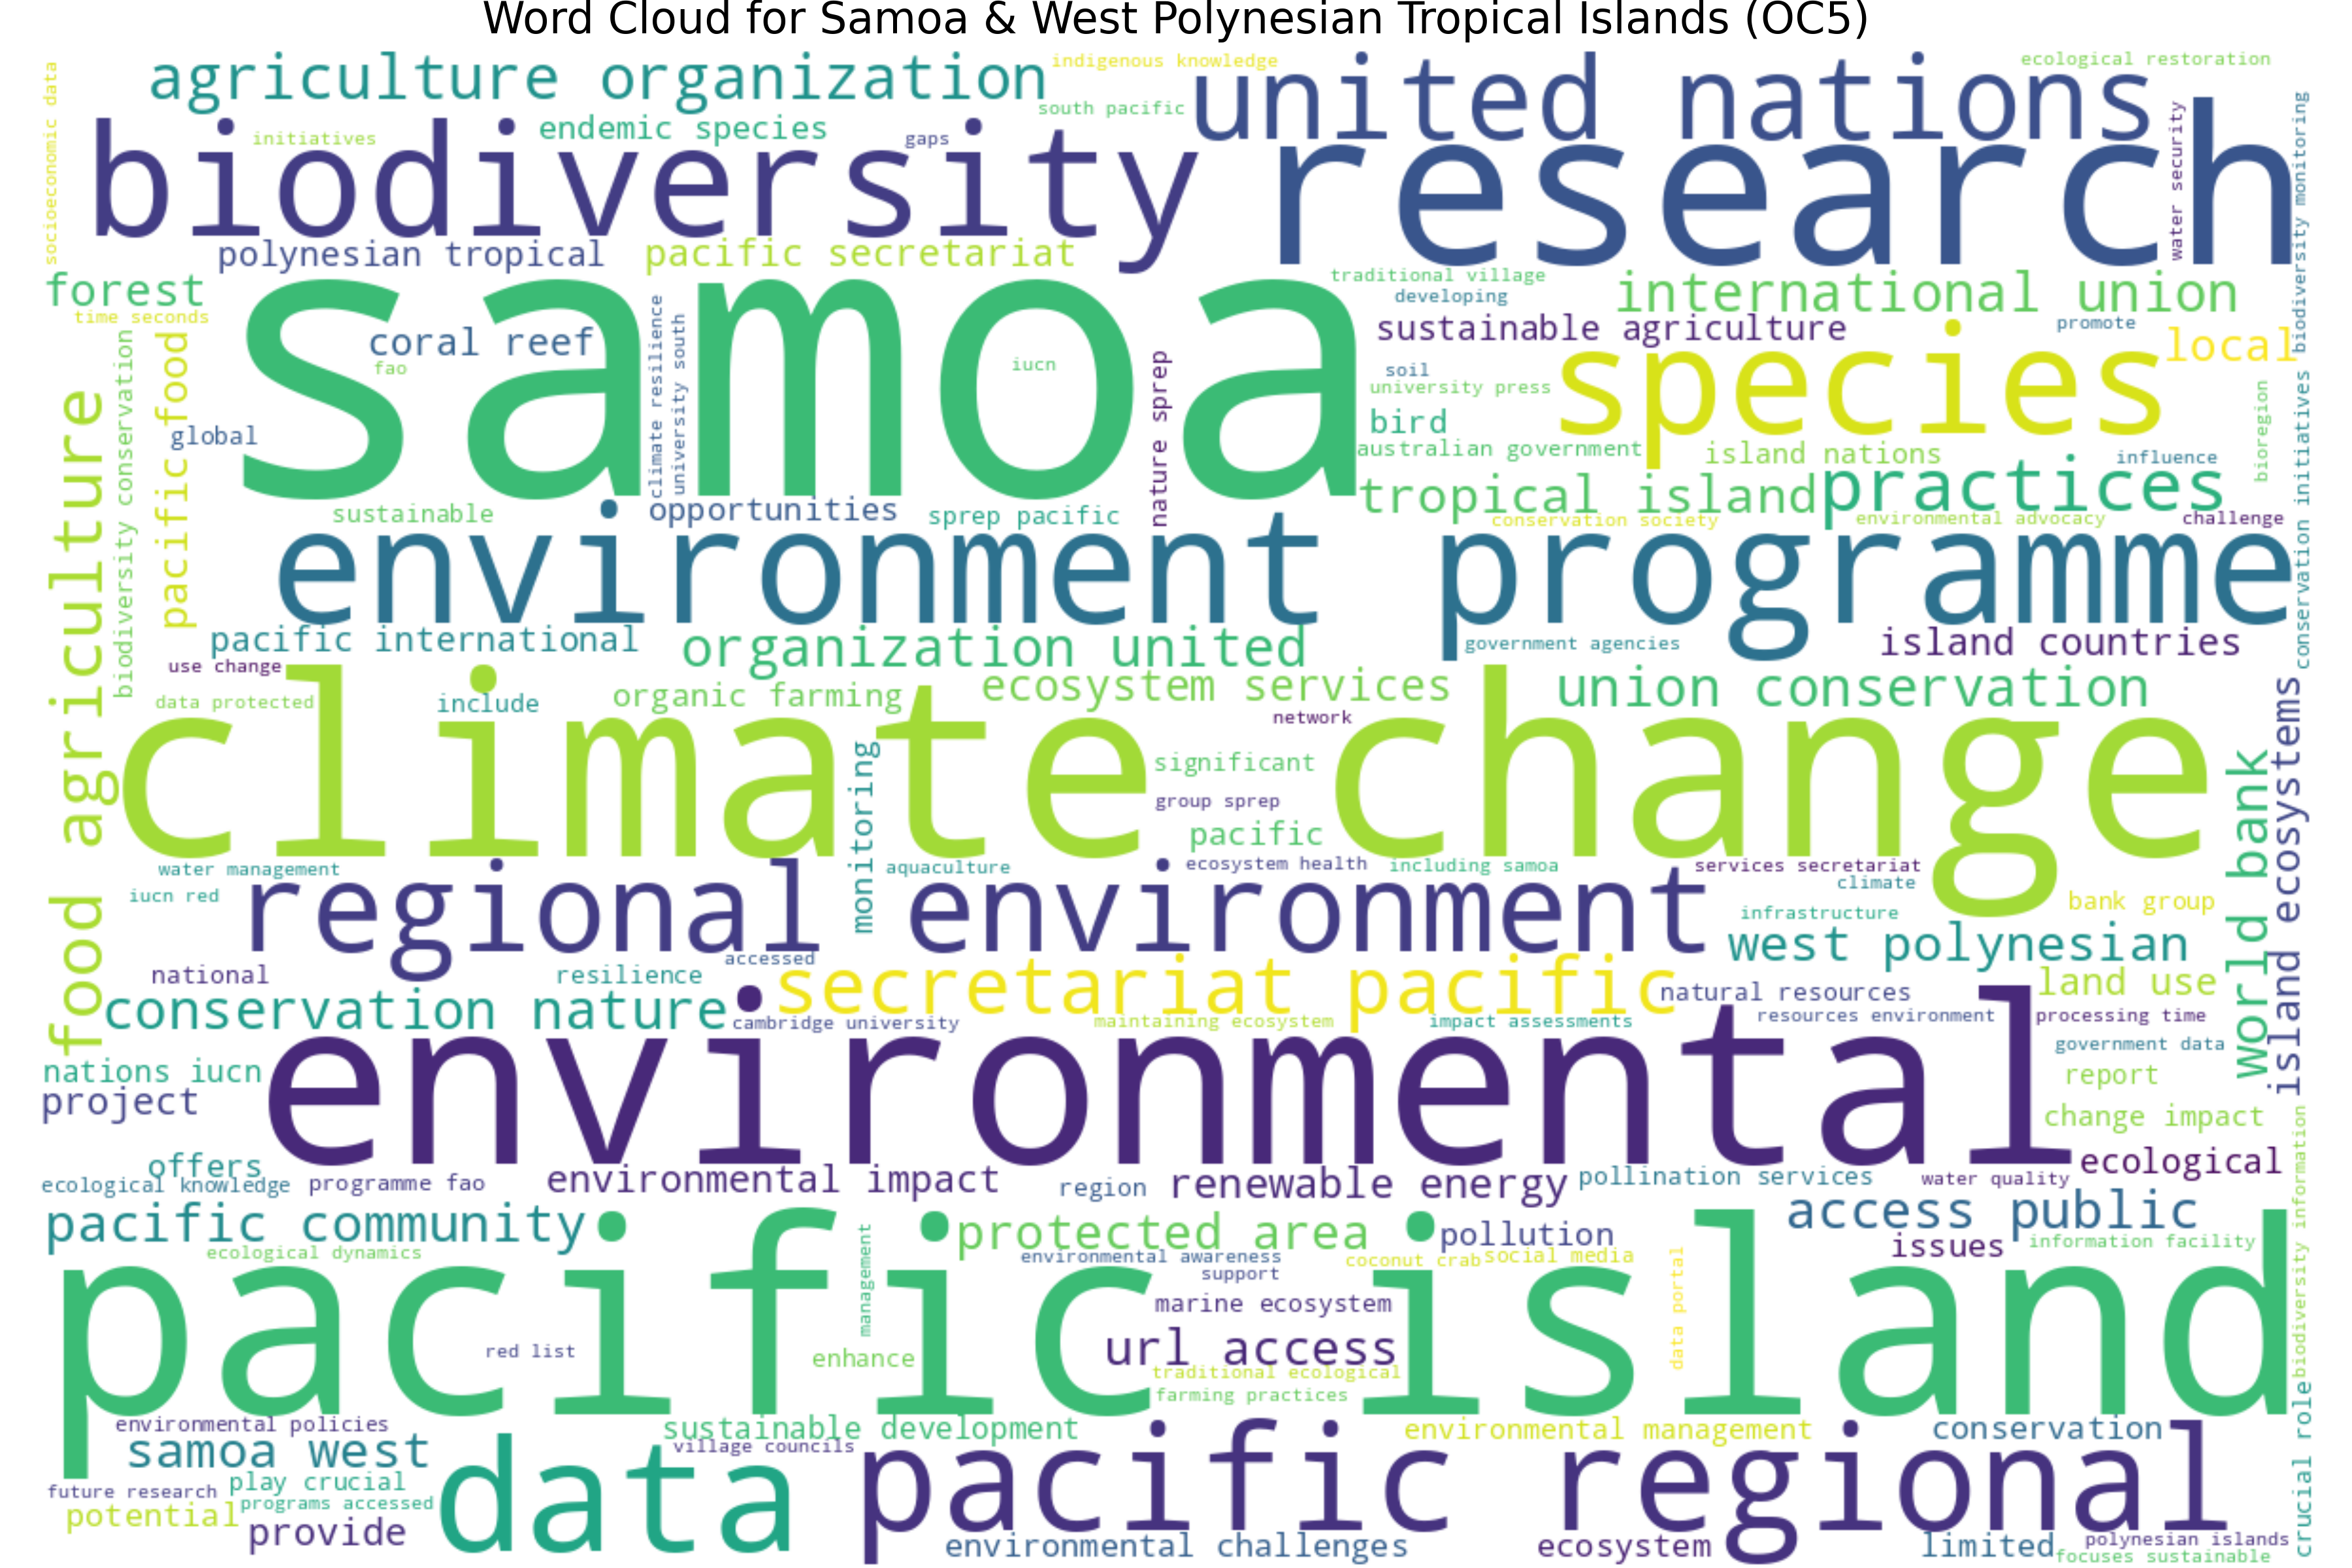 Word Cloud for Samoa & West Polynesian Tropical Islands (OC5)
agriculture organization
indigenous knowledge
united nations
ecological restoration
socioeconomic data
south pacific
initiatives
endemic species
gaps
biodiversity
research
water security
biodiversity monitoring
polynesian tropical
pacific secretariat
forest
time seconds
samoa
traditional village
developing
international union
coral reef
fao
climate resilience
university south
iucn
nature sprep
sustainable agriculture
promote
local
soil
university press
species
bird
global
australian government
island nations
influence
bioregion
food agriculture
biodiversity conservation
pacific food
tropical island
practices
sustainable
opportunities
sprep pacific
conservation society
environmental advocacy
challenge
conservation initiatives
environment programme
pacific international
organization united
government agencies
island countries
use change
data protected
include
organic farming
ecosystem services
union conservation
network
climate change
monitoring
significant
group sprep
pacific
world bank
island ecosystems
water management
aquaculture
ecosystem health
including samoa
services secretariat
climate
iucn red
regional environment
infrastructure
bank group
west polynesian
accessed
national
resilience
secretariat pacific
natural resources
land use
conservation nature
cambridge university
maintaining ecosystem
impact assessments
resources environment
processing time
environmental
government data
nations iucn
report
project
change impact
offers
ecological
ecological knowledge
programme fao
environmental impact
region
renewable energy
pollination services
water quality
pacific community
protected area
pollution
access public
ecological dynamics
management
environmental awareness
coconut crab
social media
issues
information facility
support
data portal
biodiversity information
pacific island
marine ecosystem
red list
enhance
url access
traditional ecological
farming practices
crucial role
environmental policies
sustainable development
environmental management
conservation
samoa west
village councils
data
pacific regional
future research
play crucial
programs accessed
potential
provide
environmental challenges
ecosystem
limited
polynesian islands
focuses sustainable